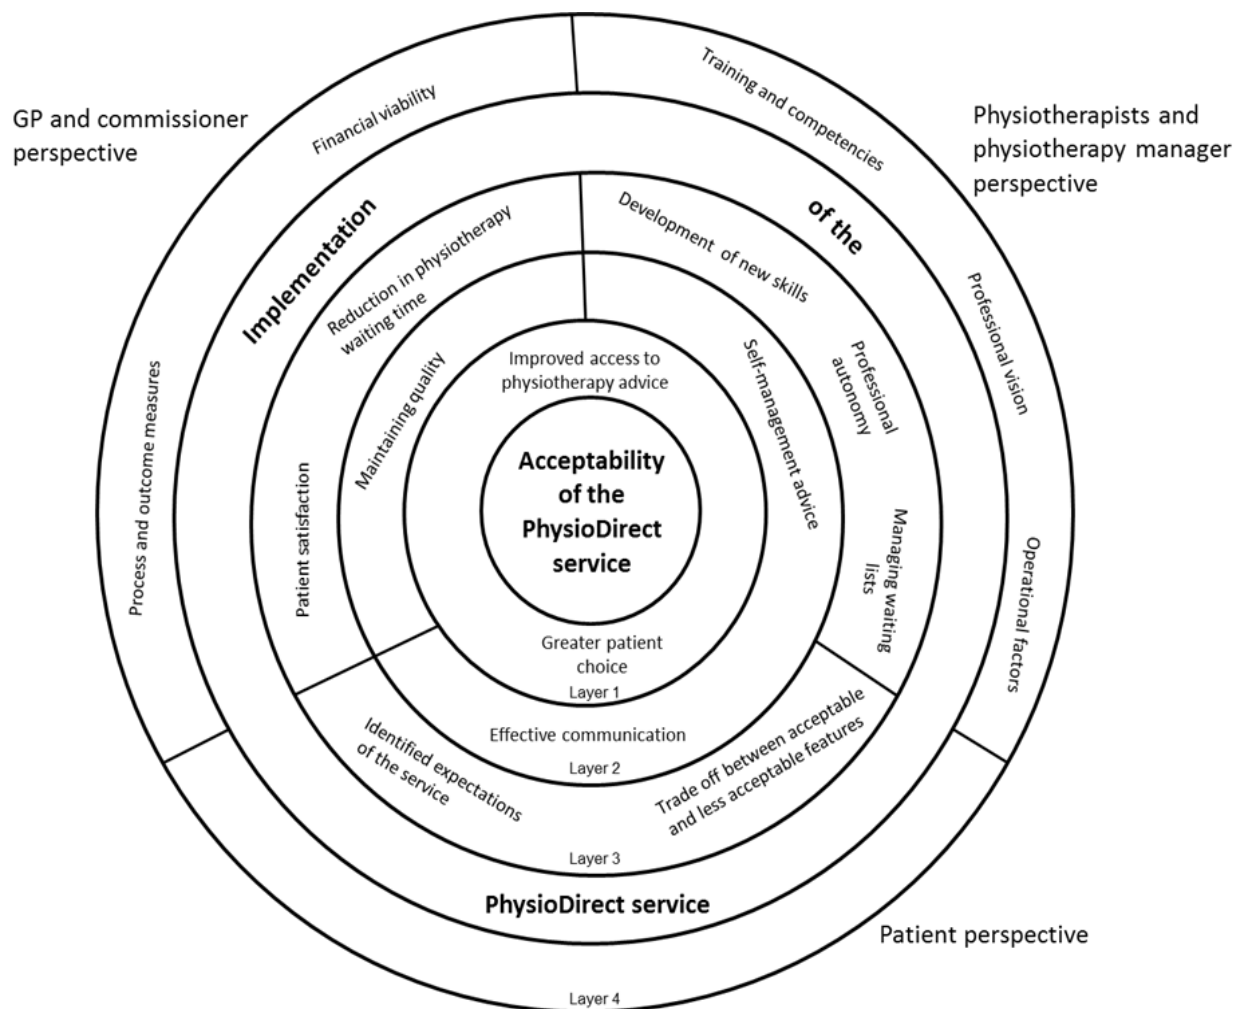 GP and commissioner
perspective
Physiotherapists and
physiotherapy manager
perspective
Patient perspective
Financial viability
Training and competencies
Process and outcome measures
Professional vision
Operational factors
Layer 4
Implementation
of the
PhysioDirect service
Reduction in physiotherapy
waiting time
Patient satisfaction
Development of new skills
Professional
autonomy
Managing waiting
lists
Identified expectations
of the service
Trade off between acceptable
and less acceptable features
Layer 3
Maintaining quality
Self-management advice
Effective communication
Layer 2
Improved access to
physiotherapy advice
Greater patient
choice
Layer 1
Acceptability
of the
PhysioDirect
service